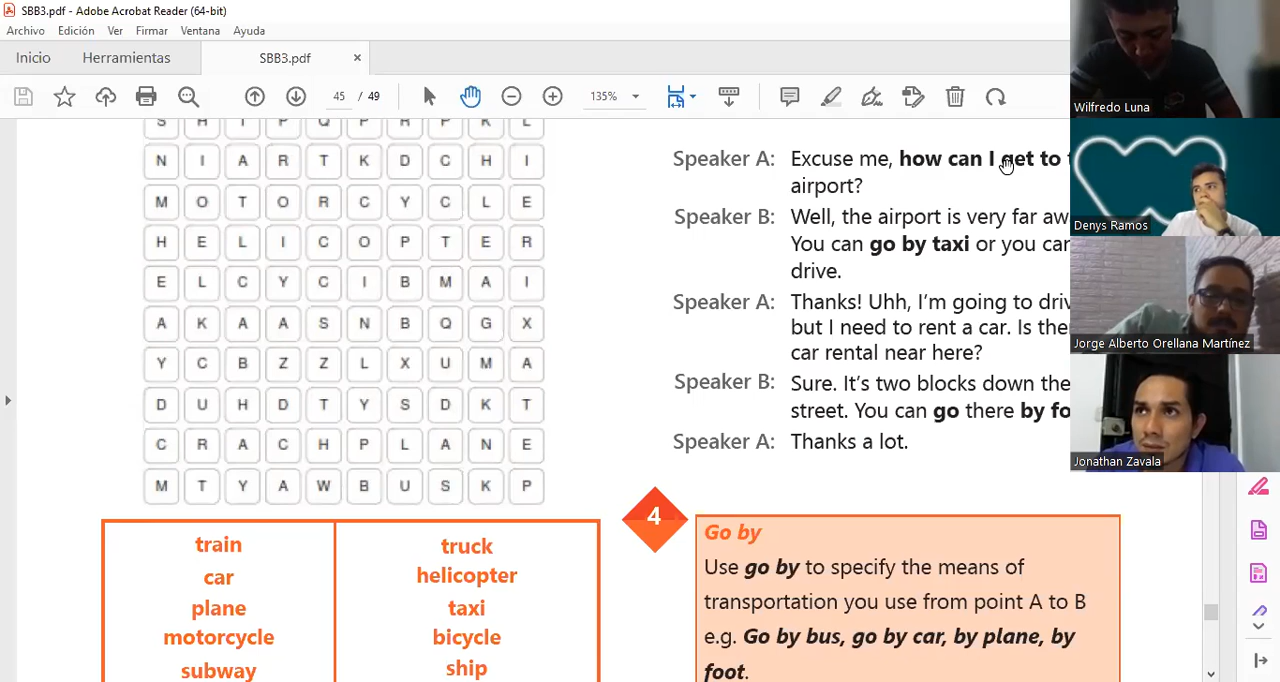 SBB3.pdf - Adobe Acrobat Reader (64-bit)
Archivo Edición Ver Firmar Ventana Ayuda
Inicio Herramientas SBB3.pdf ×
45 / 49 135%
N I A R T K D C H I
M O T O R C Y C L E
H E L I C O P T E R
E L C Y C I B M A I
A K A A S N B Q G X
Y C B Z Z L X U M A
D U H D T Y S D K T
C R A C H P L A N E
M T Y A W B U S K P
train
car
plane
motorcycle
subway
truck
helicopter
taxi
bicycle
ship
Speaker A: Excuse me, how can I get to
airport?
Speaker B: Well, the airport is very far
You can go by taxi or you
drive.
Speaker A: Thanks! Uhh, I'm going to
but I need to rent a car. Is
car rental near here?
Speaker B: Sure. It's two blocks down the
street. You can go there by
Speaker A: Thanks a lot.
4
Go by
Use go by to specify the means of
transportation you use from point A to B
e.g. Go by bus, go by car, by plane, by
foot.
Wilfredo Luna
Denys Ramos
Jorge Alberto Orellana Martínez
Jonathan Zavala